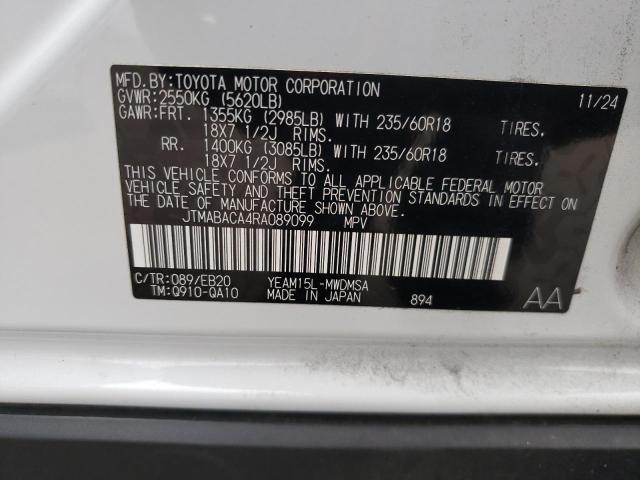 MFD.BY:TOYOTA MOTOR CORPORATION 11/24
GVWR:2550KG (5620LB)
GAWR:FRT. 1355KG (2985LB) WITH 235/60R18 TIRES.
18X7 1/2J RIMS.
RR. 1400KG (3085LB) WITH 235/60R18 TIRES.
18X7 1/2J RIMS.
THIS VEHICLE CONFORMS TO ALL APPLICABLE FEDERAL MOTOR
VEHICLE SAFETY AND THEFT PREVENTION STANDARDS IN EFFECT ON
THE DATE OF MANUFACTURE SHOWN ABOVE.
JTMABACA4RA089099 MPV
C/TR:089/EB20 YEAM15L-MWDMSA
TM:Q910-QA10 MADE IN JAPAN 894 AA